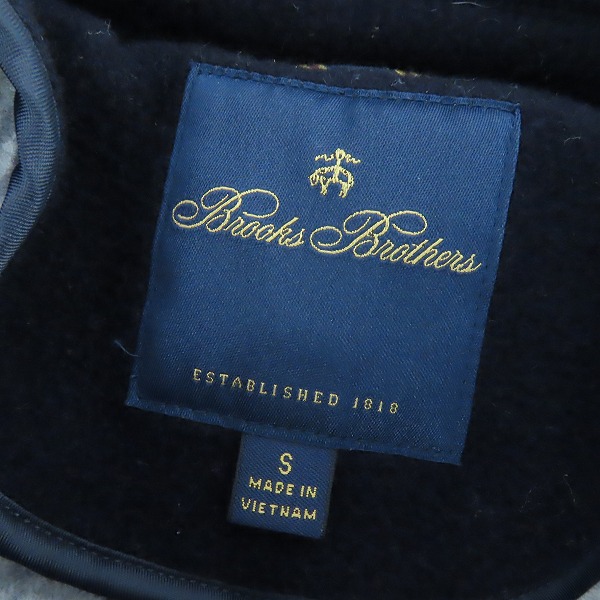 Brooks Brothers
ESTABLISHED 1818
S
MADE IN
VIETNAM